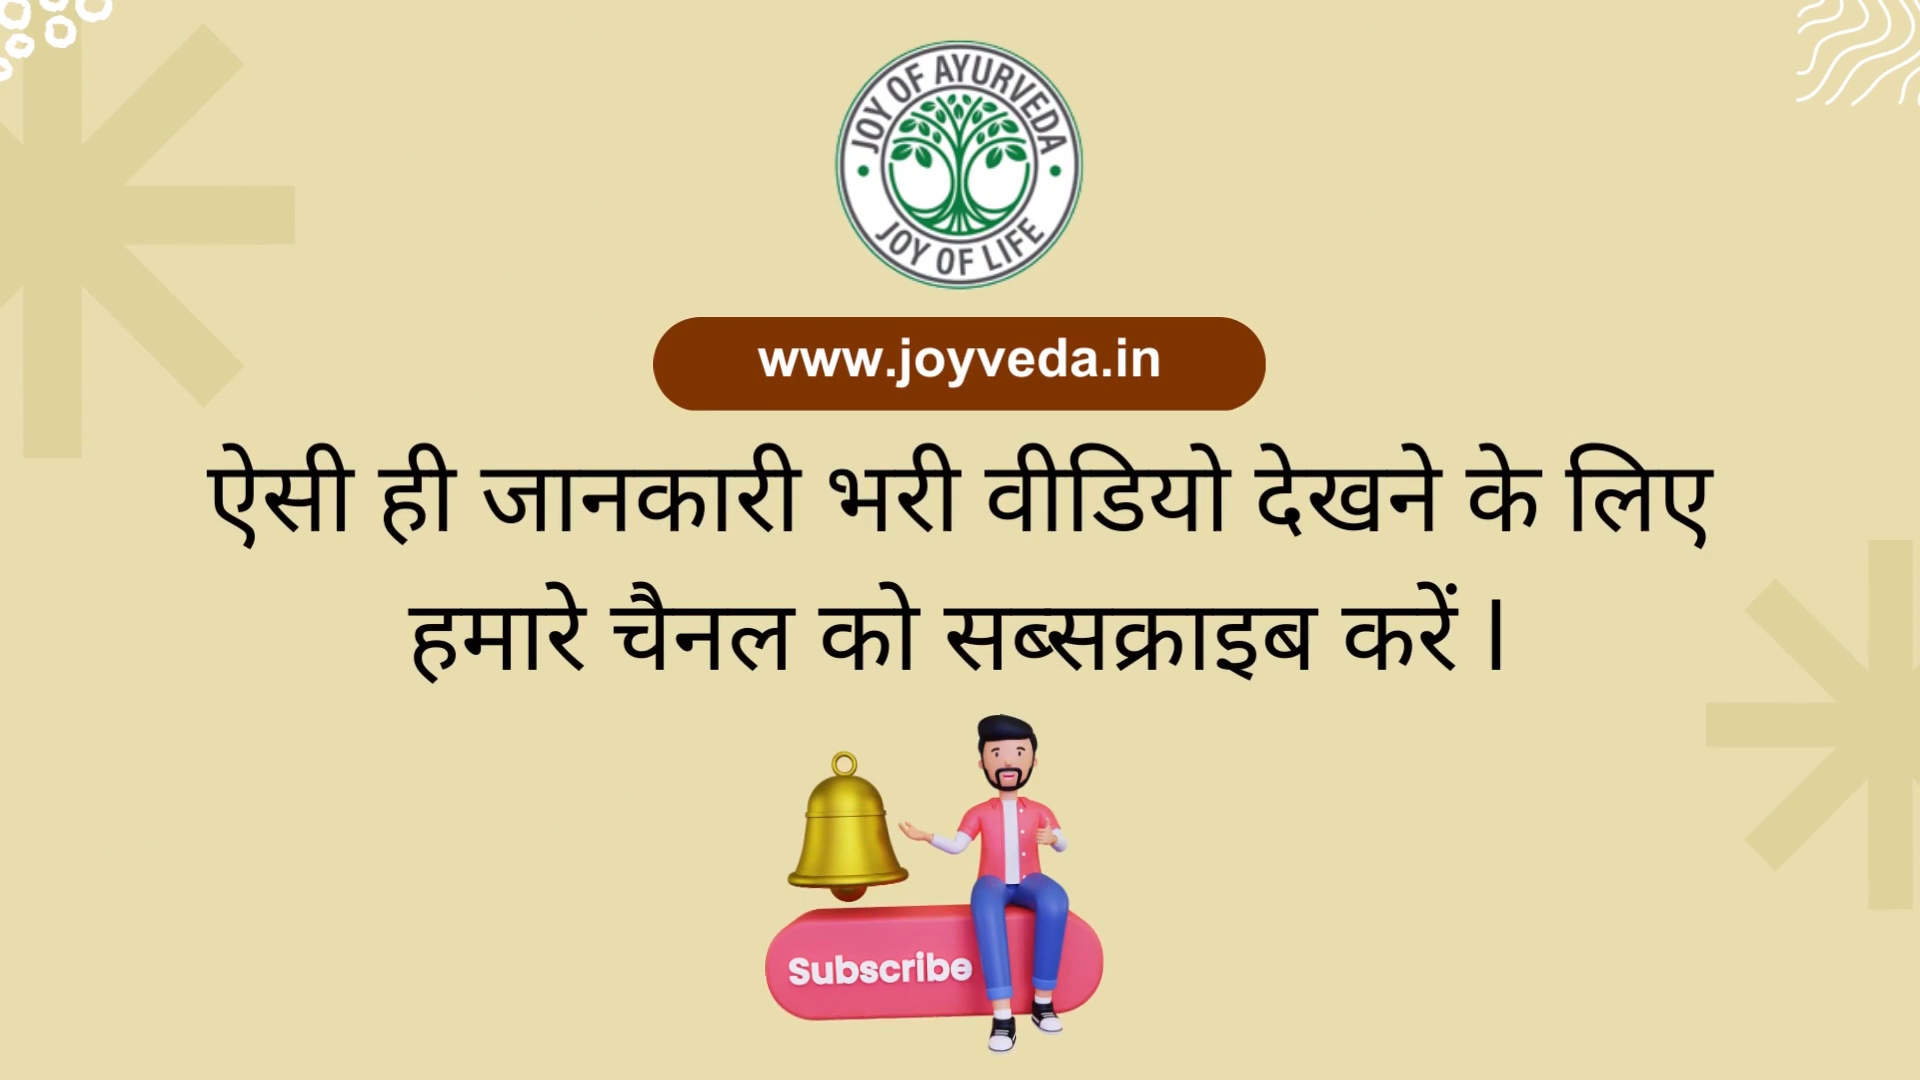 JOY OF AYURVEDA
JOY OF LIFE
www.joyveda.in
ऐसी ही जानकारी भरी वीडियो देखने के लिए
हमारे चैनल को सब्सक्राइब करें ।
Subscribe